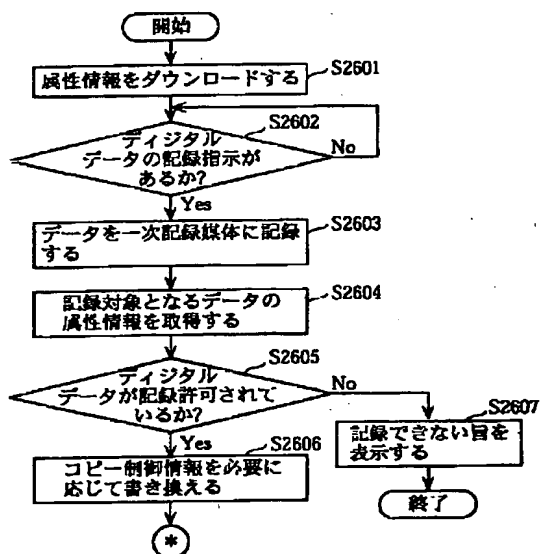 開始
属性情報をダウンロードする
S2601
S2602
ディジタル
データの記録指示が
あるか?
No
Yes
データを一次記録媒体に記録
する
S2603
記録対象となるデータの
属性情報を取得する
S2604
S2605
ディジタル
データが記録許可されて
いるか?
No
Yes
S2606
コピー制御情報を必要に
応じて書き換える
S2607
記録できない旨を
表示する
終了
*